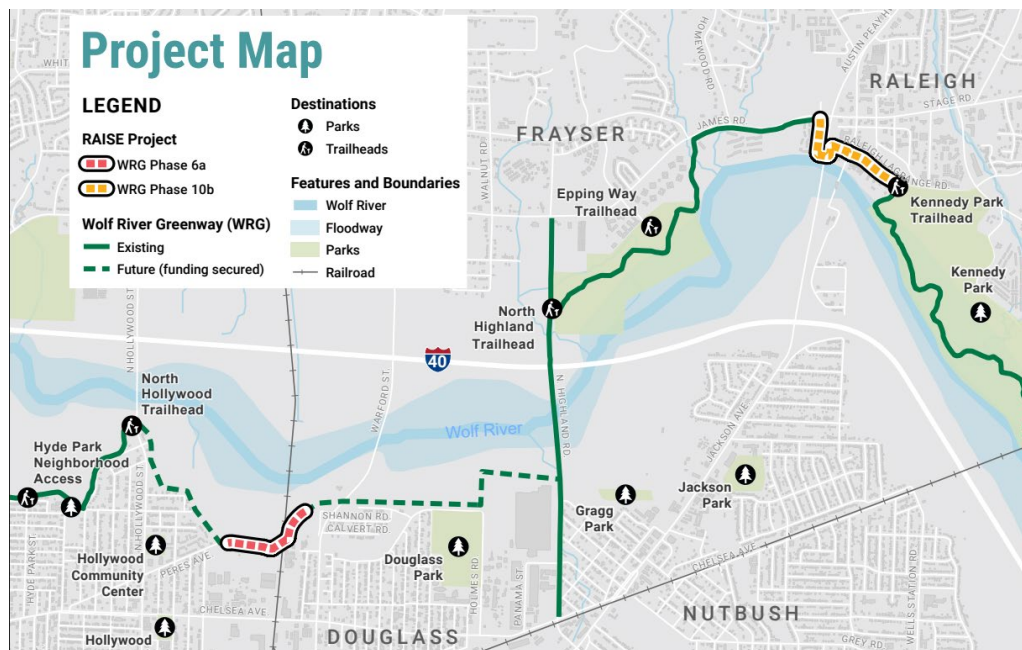 Project Map
LEGEND
RAISE Project
WRG Phase 6a
WRG Phase 10b
Wolf River Greenway (WRG)
Existing
Future (funding secured)
Destinations
Parks
Trailheads
Features and Boundaries
Wolf River
Floodway
Parks
Railroad
WHIT
HOMEWOOD RD
AUSTIN PEAY H
RALEIGH
STAGE RD
JAMES RD
FRAYSER
WALNUT RD
RALEIGH LAGRANGE RD.
Epping Way
Trailhead
Kennedy Park
Trailhead
Kennedy
Park
N HOLLYWOOD ST
North
Highland
Trailhead
40
WARFORD ST.
N. HIGHLAND RD
JACKSON AVE
North
Hollywood
Trailhead
Wolf River
Hyde Park
Neighborhood
Access
N HOLLYWOOD ST.
Jackson
Park
Gragg
Park
SHANNON RD
CALVERT RD.
Hollywood
Community
Center
PERES AVE
Douglass
Park
HOLMES RD
PANAMA ST
CHELSEA AVE
HYDE PARK ST
CHELSEA AVE
WELLS STATION RD
NUTBUSH
Hollywood
DOUGLASS
GREY RD.